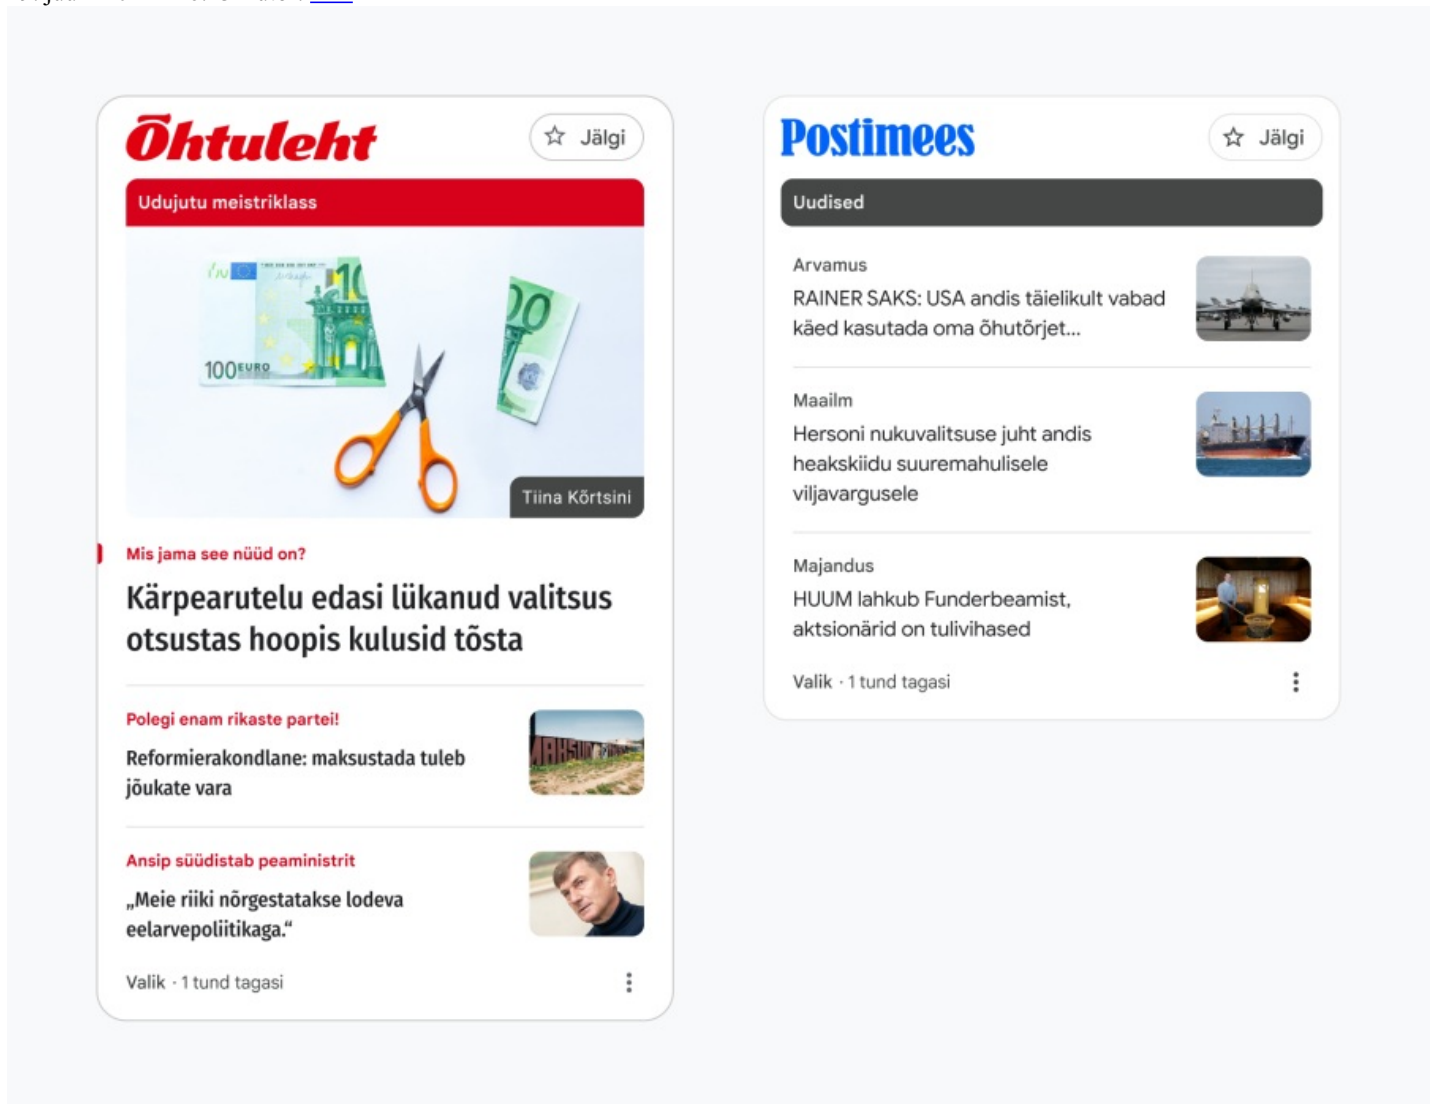 Õhtuleht
Jälgi
Udujutu meistriklass
100 EURO
Tiina Kõrtsini
Mis jama see nüüd on?
Kärpearutelu edasi lükanud valitsus
otsustas hoopis kulusid tõsta
Polegi enam rikaste partei!
Reformierakondlane: maksustada tuleb
jõukate vara
Ansip süüdistab peaministrit
„Meie riiki nõrgestatakse lodeva
eelarvepoliitikaga.“
Valik · 1 tund tagasi
Postimees
Jälgi
Uudised
Arvamus
RAINER SAKS: USA andis täielikult vabad
käed kasutada oma õhutõrjet...
Maailm
Hersoni nukuvalitsuse juht andis
heakskiidu suuremahulisele
viljavargusele
Majandus
HUUM lahkub Funderbeamist,
aktsionärid on tulivihased
Valik · 1 tund tagasi